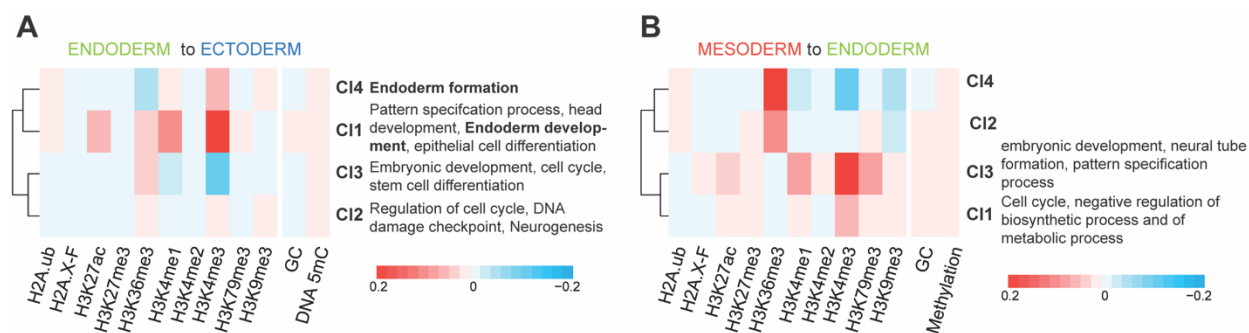 A
ENDODERM to ECTODERM
Cl4 Endoderm formation
Cl1 Pattern specifcation process, head
development, Endoderm develop-
ment, epithelial cell differentiation
Cl3 Embryonic development, cell cycle,
stem cell differentiation
Cl2 Regulation of cell cycle, DNA
damage checkpoint, Neurogenesis
H2A.ub
H2A.X-F
H3K27ac
H3K27me3
H3K36me3
H3K4me1
H3K4me2
H3K4me3
H3K79me3
H3K9me3
GC
DNA 5mC
0.2 0 −0.2
B
MESODERM to ENDODERM
Cl4
Cl2
Cl3 embryonic development, neural tube
formation, pattern specification
process
Cl1 Cell cycle, negative regulation of
biosynthetic process and of
metabolic process
H2A.ub
H2A.X-F
H3K27ac
H3K27me3
H3K36me3
H3K4me1
H3K4me2
H3K4me3
H3K79me3
H3K9me3
GC
Methylation
0.2 0 −0.2